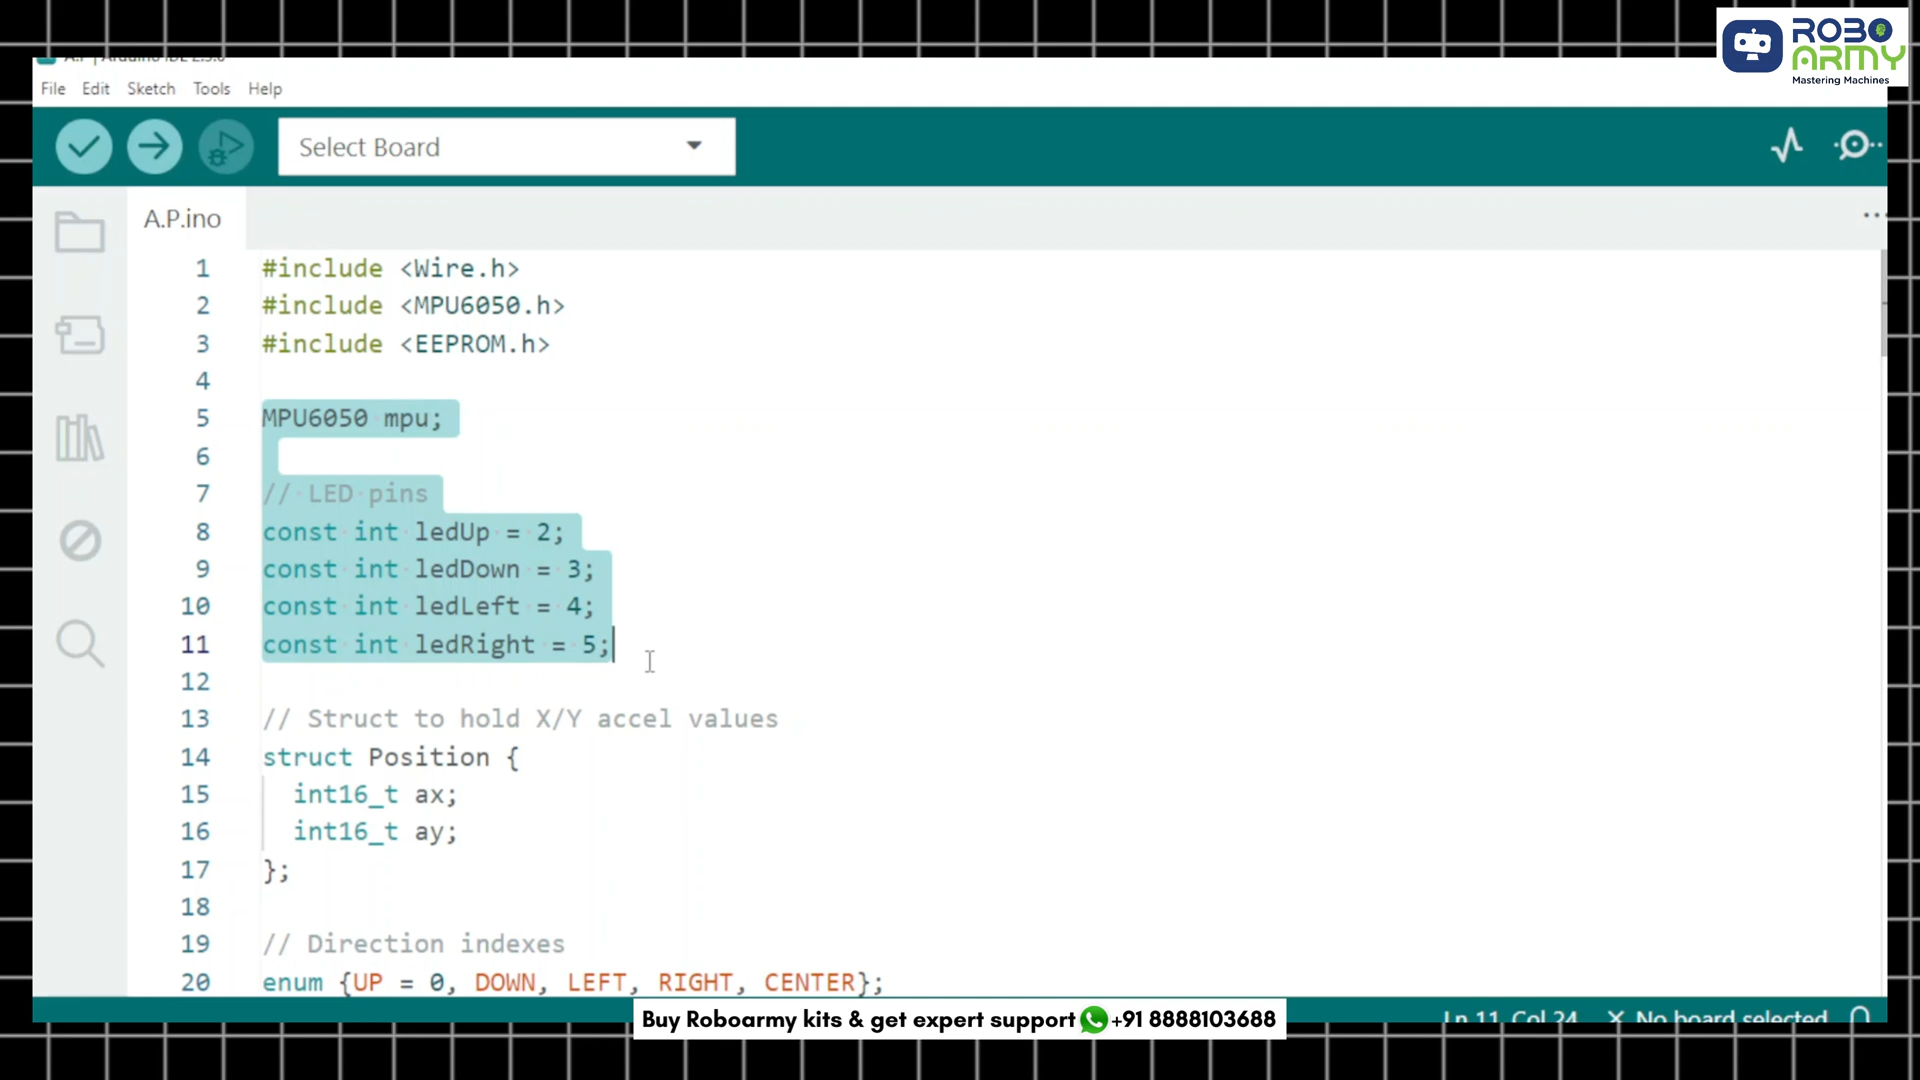 ROBO
ARMY
Mastering Machines
File Edit Sketch Tools Help
Select Board
A.P.ino
1 #include <Wire.h>
2 #include <MPU6050.h>
3 #include <EEPROM.h>
4
5 MPU6050 mpu;
6
7 // LED pins
8 const int ledUp = 2;
9 const int ledDown = 3;
10 const int ledLeft = 4;
11 const int ledRight = 5;
12
13 // Struct to hold X/Y accel values
14 struct Position {
15 int16_t ax;
16 int16_t ay;
17 };
18
19 // Direction indexes
20 enum {UP = 0, DOWN, LEFT, RIGHT, CENTER};
Buy Roboarmy kits & get expert support +91 8888103688
Ln 11, Col 24 No board selected